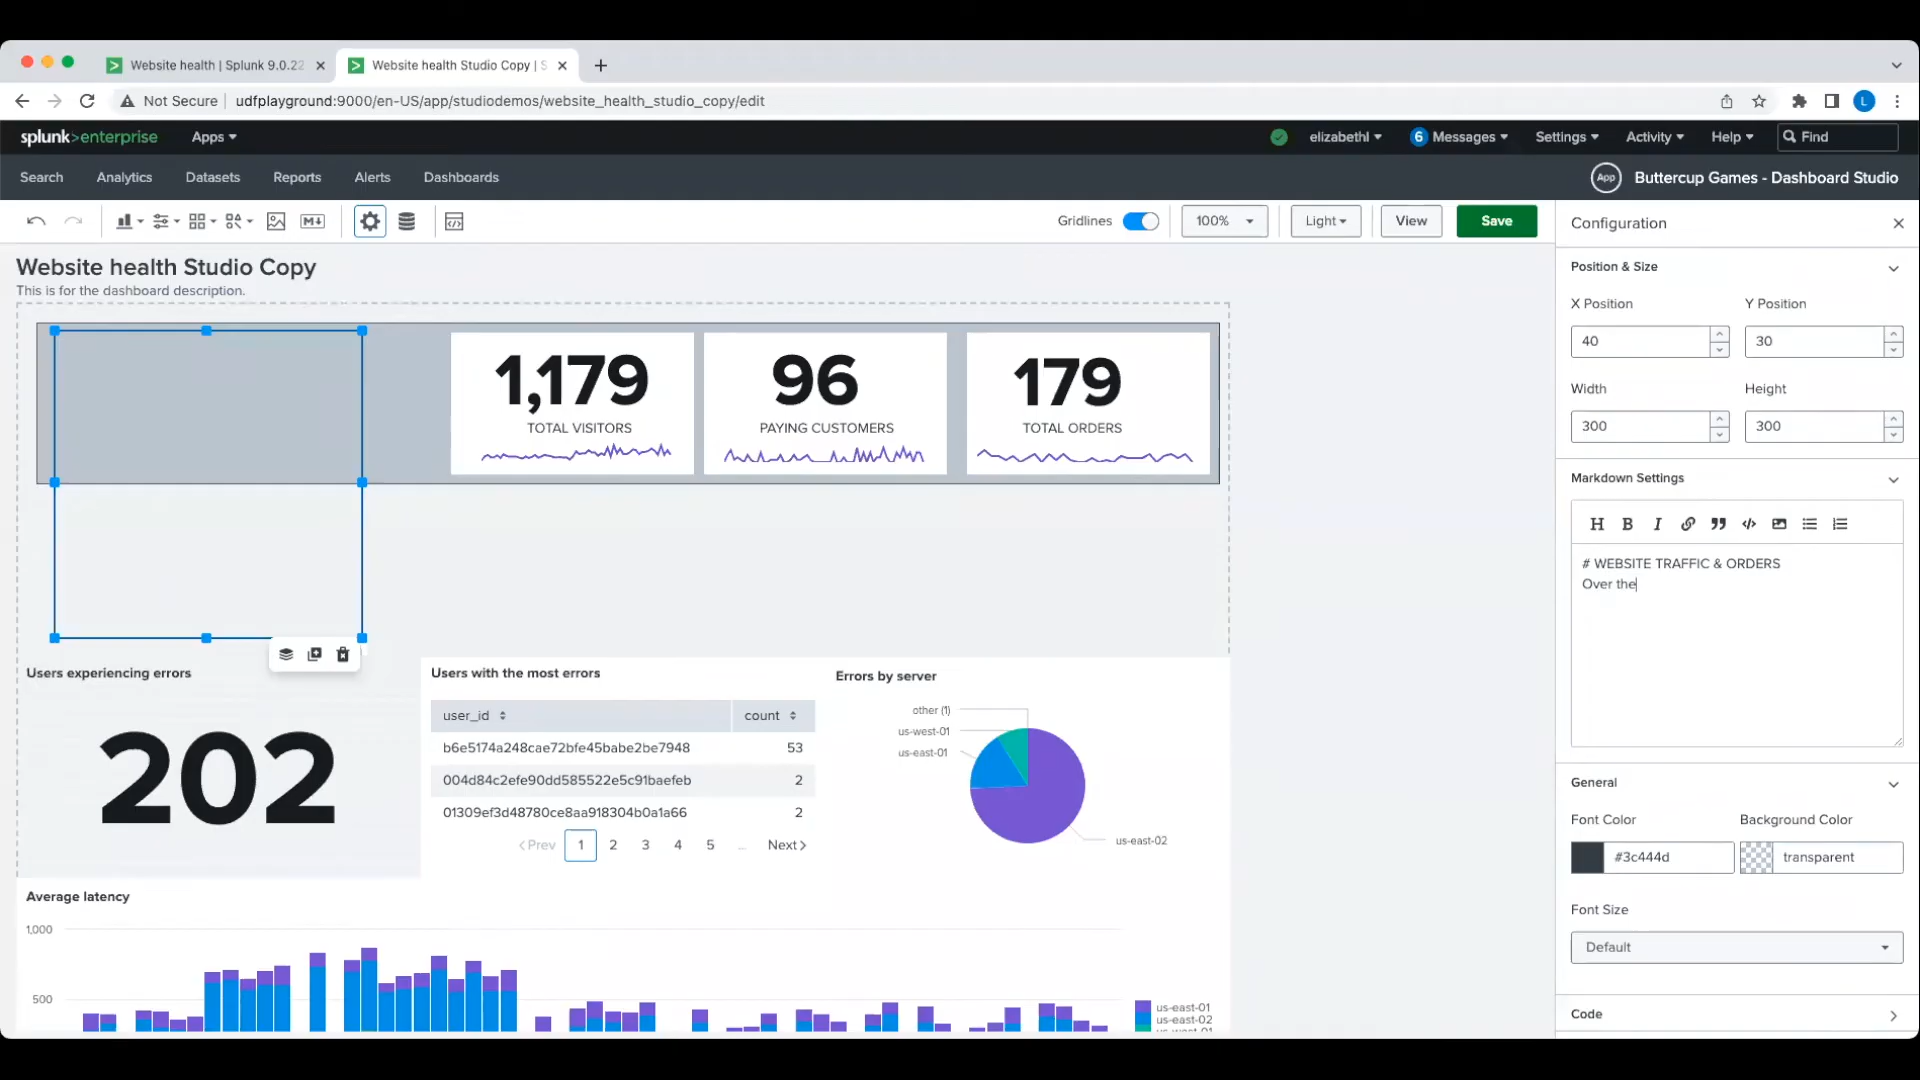 Website health | Splunk 9.0.22
Website health Studio Copy | S
Not Secure
udfplayground:9000/en-US/app/studiodemos/website_health_studio_copy/edit
L
splunk>enterprise
Apps
elizabethl
6 Messages
Settings
Activity
Help
Find
Search
Analytics
Datasets
Reports
Alerts
Dashboards
App
Buttercup Games - Dashboard Studio
M
Gridlines
100%
Light
View
Save
Configuration
Website health Studio Copy
This is for the dashboard description.
1,179
TOTAL VISITORS
96
PAYING CUSTOMERS
179
TOTAL ORDERS
Users experiencing errors
202
Users with the most errors
user_id
count
b6e5174a248cae72bfe45babe2be7948
53
004d84c2efe90dd585522e5c91baefeb
2
01309ef3d48780ce8aa918304b0a1a66
2
Prev
1
2
3
4
5
...
Next
Errors by server
other (1)
us-west-01
us-east-01
us-east-02
Average latency
1,000
500
us-east-01
us-east-02
us-west-01
Position & Size
X Position
Y Position
40
30
Width
Height
300
300
Markdown Settings
H B I
# WEBSITE TRAFFIC & ORDERS
Over the
General
Font Color
Background Color
#3c444d
transparent
Font Size
Default
Code